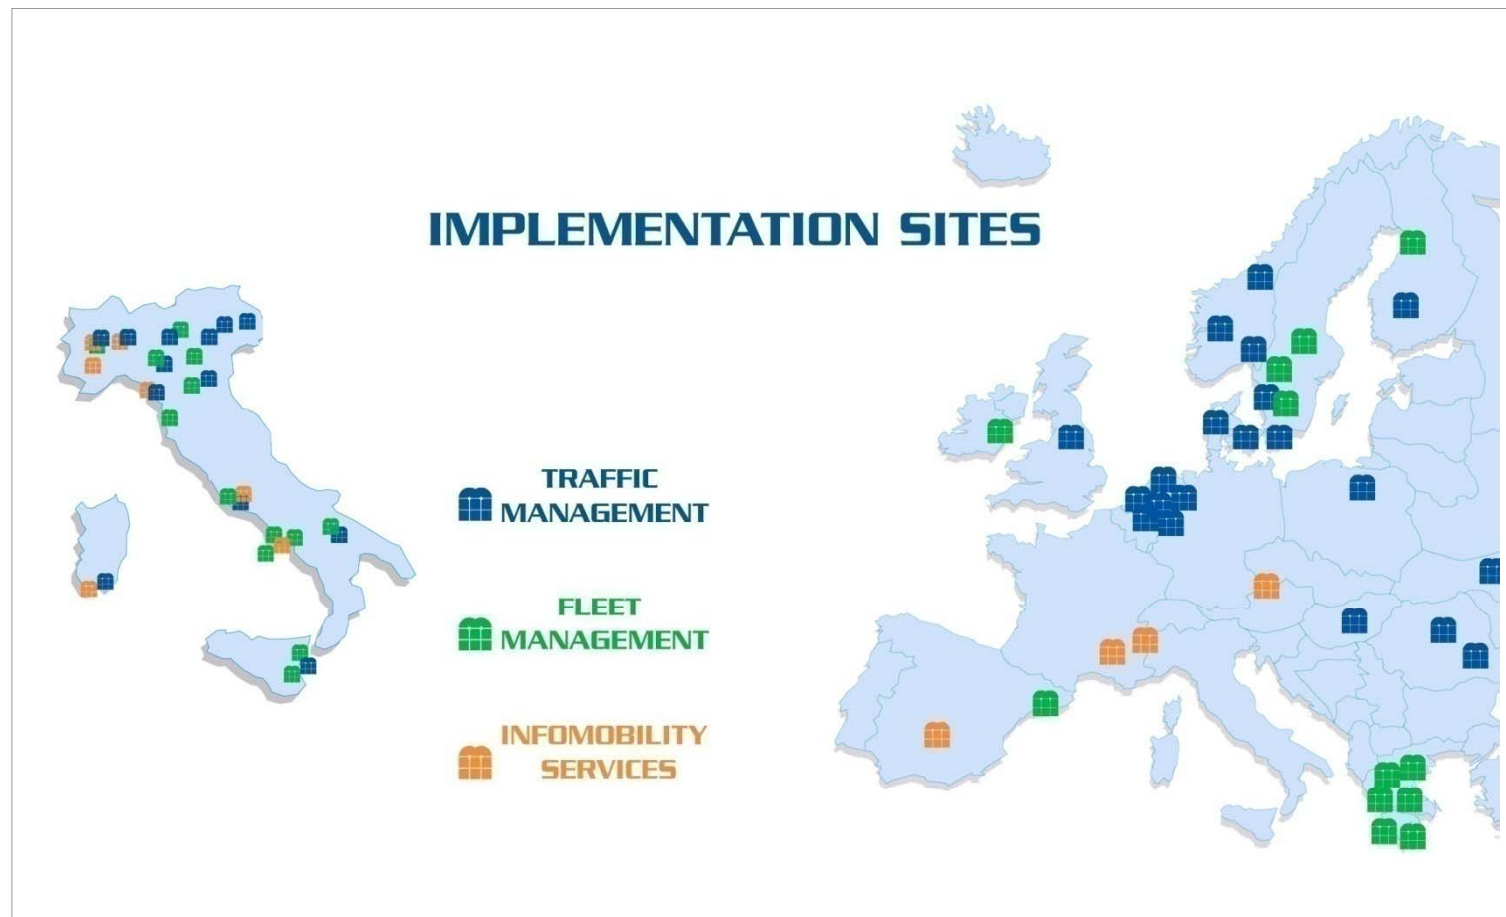 IMPLEMENTATION SITES
TRAFFIC
MANAGEMENT
FLEET
MANAGEMENT
INFOMOBILITY
SERVICES